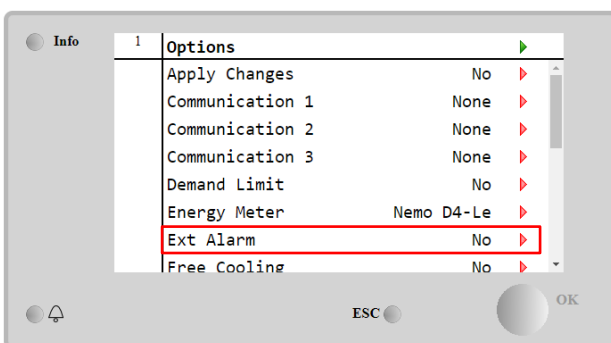 Info
1 Options
Apply Changes No
Communication 1 None
Communication 2 None
Communication 3 None
Demand Limit No
Energy Meter Nemo D4-Le
Ext Alarm No
Free Cooling No
ESC
OK